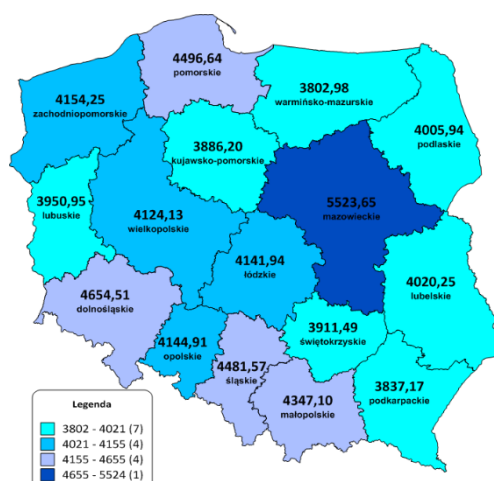 4496,64
pomorskie
4154,25
zachodniopomorskie
3802,98
warmińsko-mazurskie
4005,94
podlaskie
3886,20
kujawsko-pomorskie
3950,95
lubuskie
4124,13
wielkopolskie
5523,65
mazowieckie
4141,94
łódzkie
4020,25
lubelskie
4654,51
dolnośląskie
4144,91
opolskie
4481,57
śląskie
3911,49
świętokrzyskie
4347,10
małopolskie
3837,17
podkarpackie
Legenda
3802 - 4021 (7)
4021 - 4155 (4)
4155 - 4655 (4)
4655 - 5524 (1)